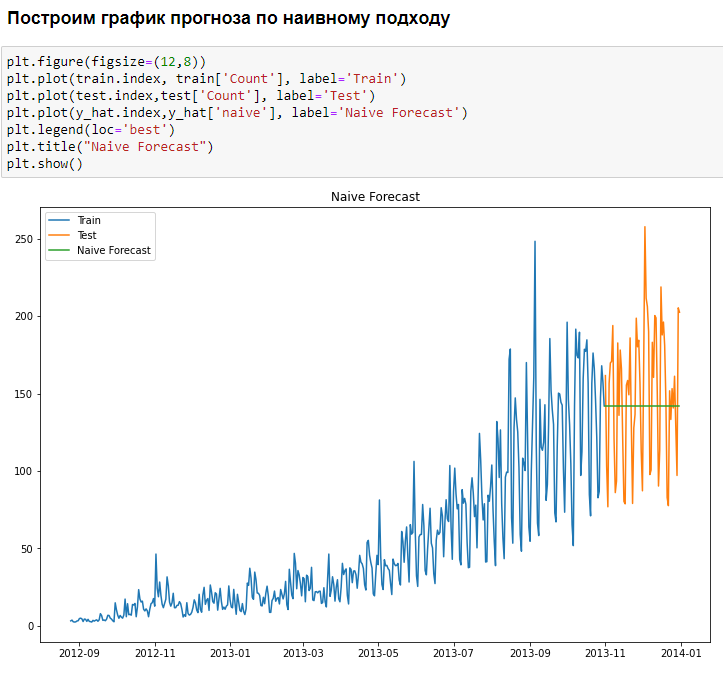 Построим график прогноза по наивному подходу
plt.figure(figsize=(12,8))
plt.plot(train.index, train['Count'], label='Train')
plt.plot(test.index,test['Count'], label='Test')
plt.plot(y_hat.index,y_hat['naive'], label='Naive Forecast')
plt.legend(loc='best')
plt.title("Naive Forecast")
plt.show()
Naive Forecast
Train
Test
Naive Forecast
250
200
150
100
50
0
2012-09 2012-11 2013-01 2013-03 2013-05 2013-07 2013-09 2013-11 2014-01